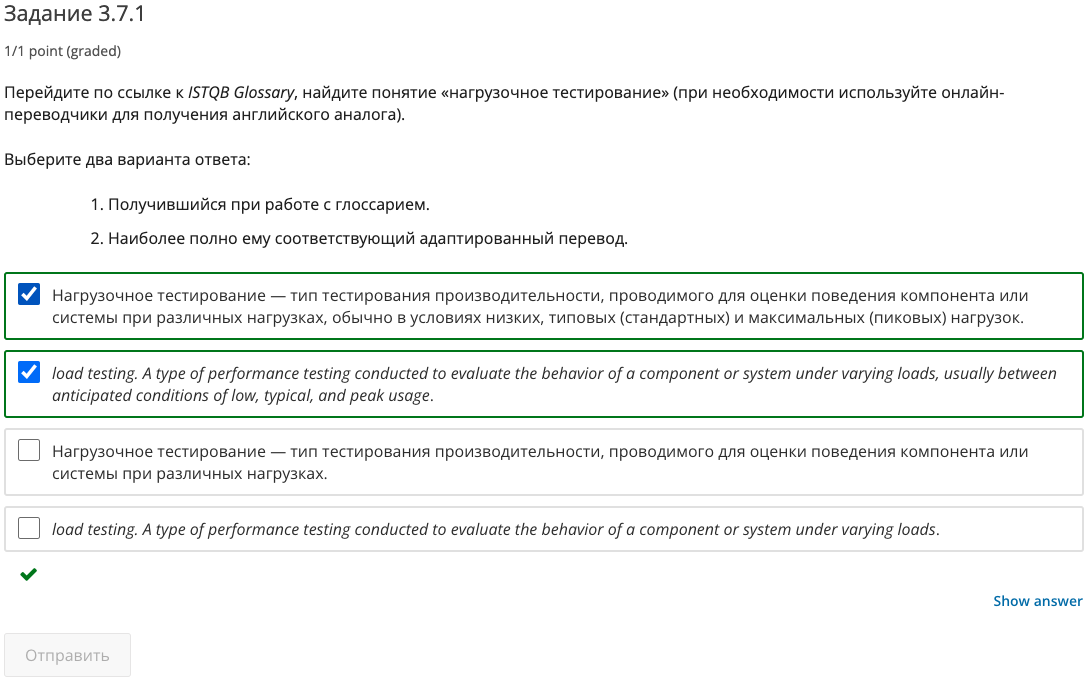 Задание 3.7.1
1/1 point (graded)
Перейдите по ссылке к ISTQB Glossary, найдите понятие «нагрузочное тестирование» (при необходимости используйте онлайн-
переводчики для получения английского аналога).
Выберите два варианта ответа:
1. Получившийся при работе с глоссарием.
2. Наиболее полно ему соответствующий адаптированный перевод.
Нагрузочное тестирование — тип тестирования производительности, проводимого для оценки поведения компонента или
системы при различных нагрузках, обычно в условиях низких, типовых (стандартных) и максимальных (пиковых) нагрузок.
load testing. A type of performance testing conducted to evaluate the behavior of a component or system under varying loads, usually between
anticipated conditions of low, typical, and peak usage.
Нагрузочное тестирование — тип тестирования производительности, проводимого для оценки поведения компонента или
системы при различных нагрузках.
load testing. A type of performance testing conducted to evaluate the behavior of a component or system under varying loads.
Show answer
Отправить